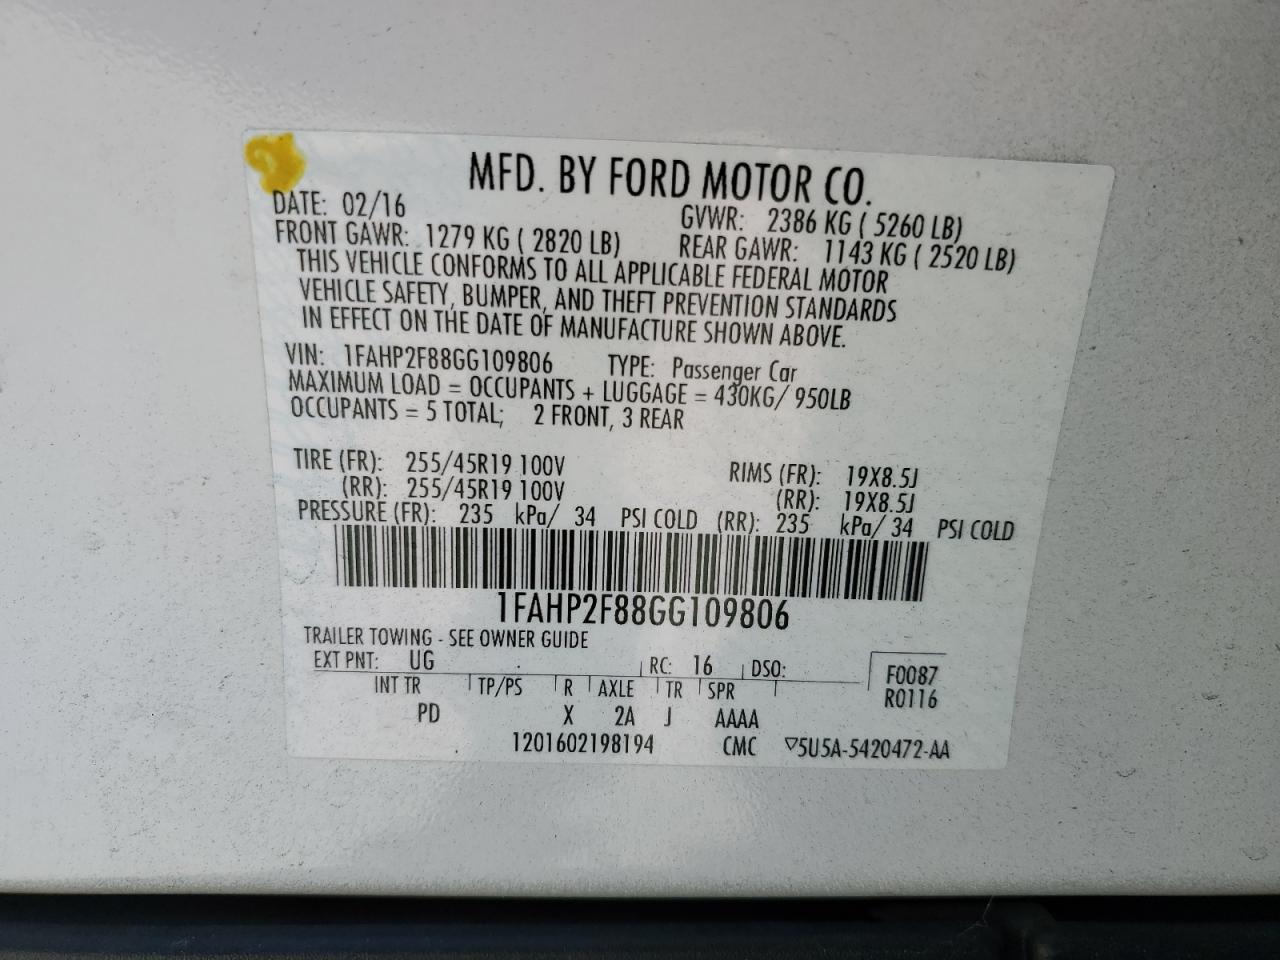 MFD. BY FORD MOTOR CO.
DATE: 02/16 GVWR: 2386 KG ( 5260 LB)
FRONT GAWR: 1279 KG ( 2820 LB) REAR GAWR: 1143 KG ( 2520 LB)
THIS VEHICLE CONFORMS TO ALL APPLICABLE FEDERAL MOTOR
VEHICLE SAFETY, BUMPER, AND THEFT PREVENTION STANDARDS
IN EFFECT ON THE DATE OF MANUFACTURE SHOWN ABOVE.
VIN: 1FAHP2F88GG109806 TYPE: Passenger Car
MAXIMUM LOAD = OCCUPANTS + LUGGAGE = 430KG/ 950LB
OCCUPANTS = 5 TOTAL; 2 FRONT, 3 REAR
TIRE (FR): 255/45R19 100V RIMS (FR): 19X8.5J
(RR): 255/45R19 100V (RR): 19X8.5J
PRESSURE (FR): 235 kPa/ 34 PSI COLD (RR): 235 kPa/ 34 PSI COLD
1FAHP2F88GG109806
TRAILER TOWING - SEE OWNER GUIDE
EXT PNT: UG RC: 16 DSO: F0087
INT TR TP/PS R AXLE TR SPR R0116
PD X 2A J AAAA
1201602198194 CMC ▽5U5A-5420472-AA